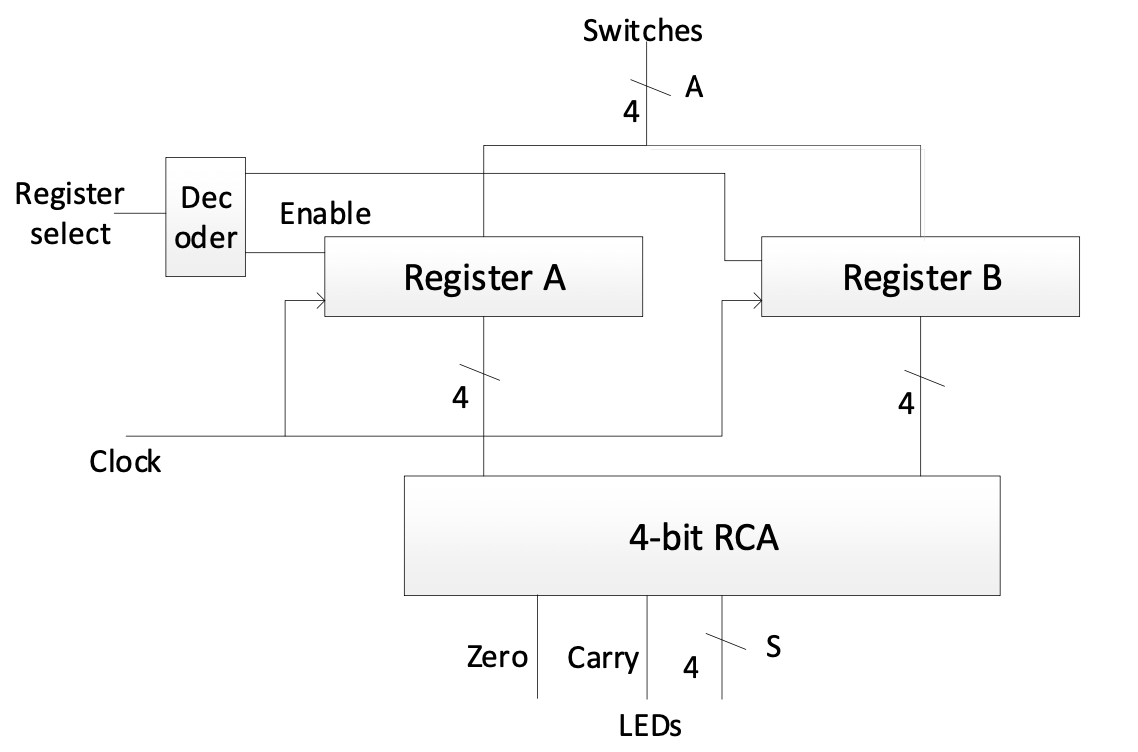 Switches
A
4
Register
select
Dec
oder
Enable
Register A
Register B
4
4
Clock
4-bit RCA
Zero
Carry
4
S
LEDs